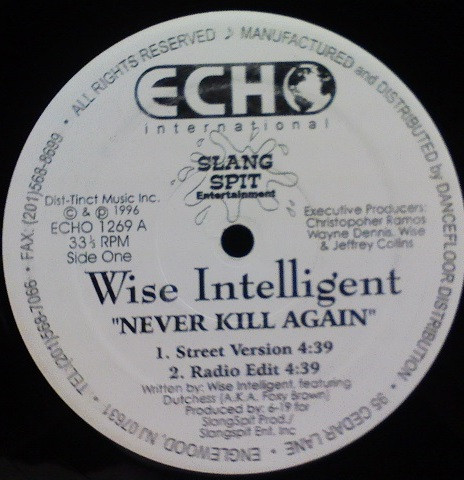 • ALL RIGHTS RESERVED ♪ MANUFACTURED and DISTRIBUTED by DANCEFLOOR DISTRIBUTION • 95 CEDAR LANE • ENGLEWOOD, NJ 07631 • TEL:(201)568-7066 • FAX: (201)568-8699
ECHO
international
SLANG
SPIT
Entertainment
Dist-Tinct Music Inc.
© & ℗ 1996
ECHO 1269 A
33⅓ RPM
Side One
Executive Producers:
Christopoher Ramos
Wayne Dennis, Wise
& Jeffrey Collins
Wise Intelligent
"NEVER KILL AGAIN"
1. Street Version 4:39
2. Radio Edit 4:39
Written by: Wise Intelligent, featuring
Dutchess (A.K.A. Foxy Brown)
Produced by: 6-19 for
SlangSpit Prod./
Slangspit Ent. Inc